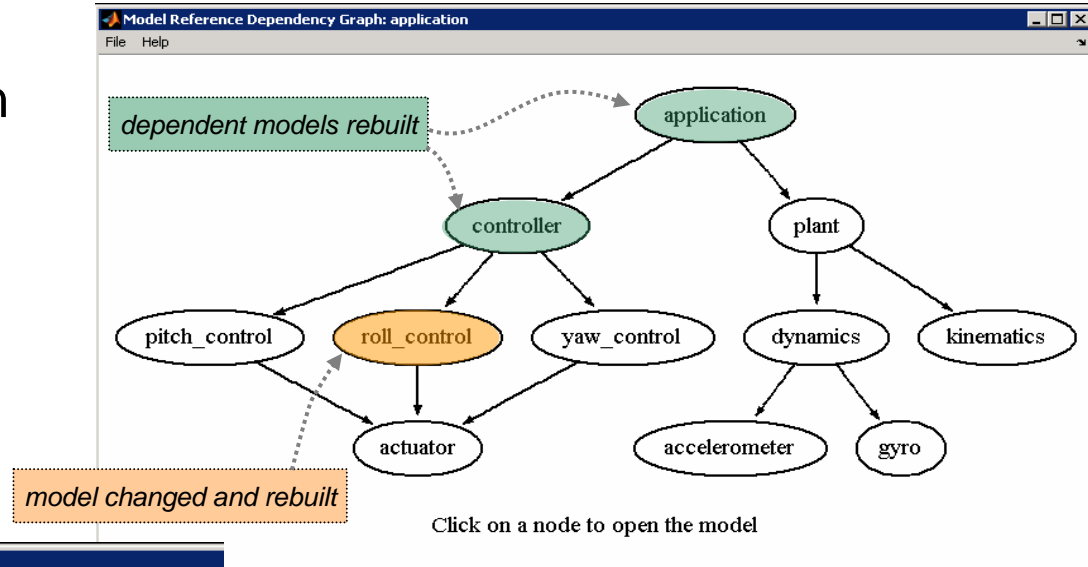 Model Reference Dependency Graph: application
File Help
n
dependent models rebuilt
application
controller
plant
pitch_control
roll_control
yaw_control
dynamics
kinematics
actuator
accelerometer
gyro
model changed and rebuilt
Click on a node to open the model